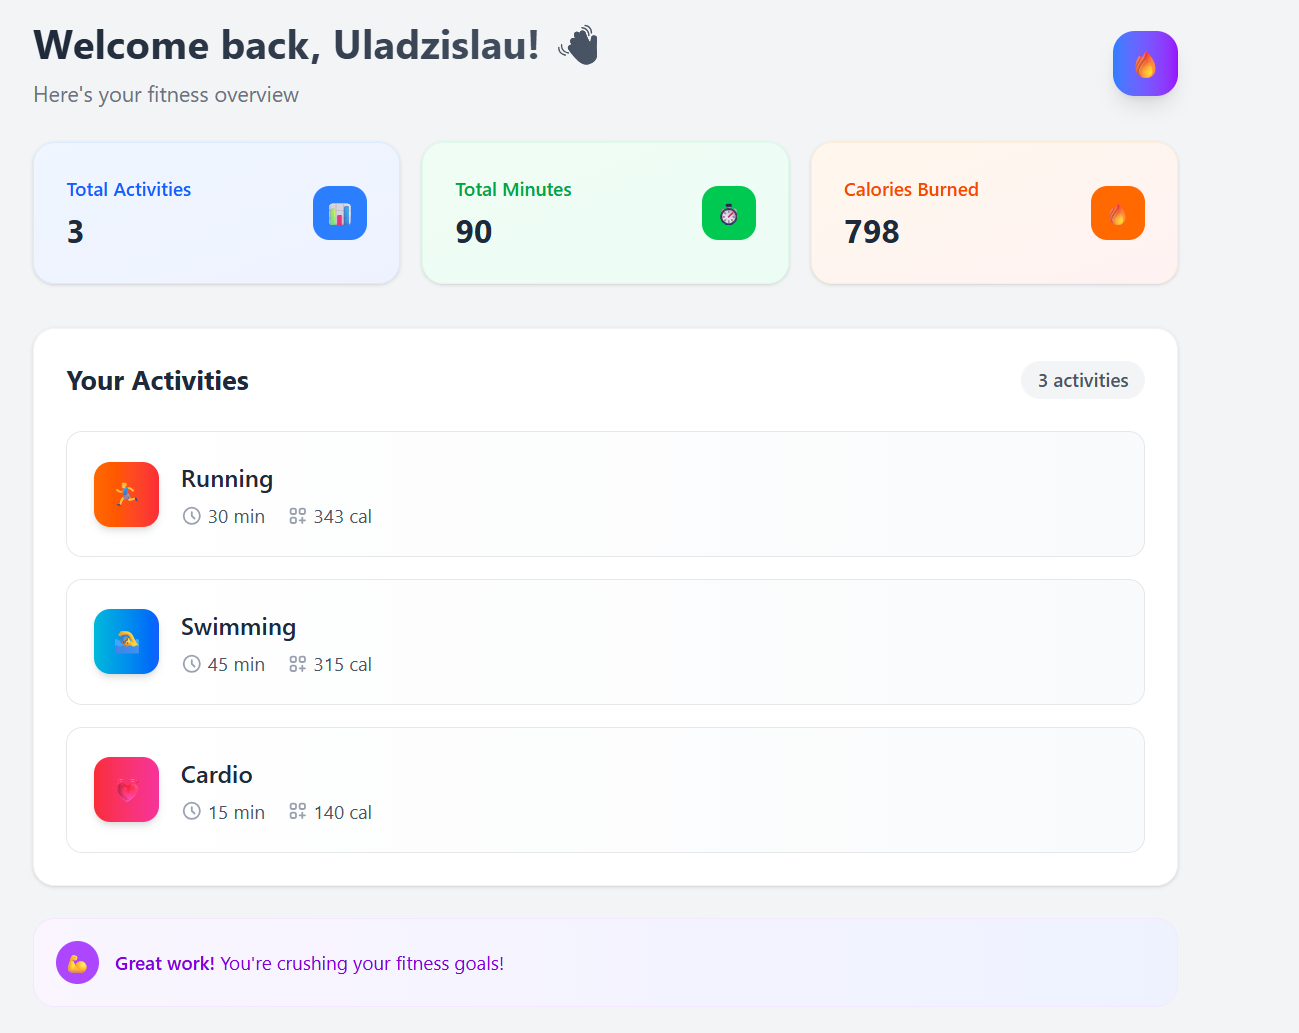 Welcome back, Uladzislau! 👋
Here's your fitness overview
Total Activities
3
Total Minutes
90
Calories Burned
798
Your Activities
3 activities
Running
30 min 343 cal
Swimming
45 min 315 cal
Cardio
15 min 140 cal
Great work! You're crushing your fitness goals!